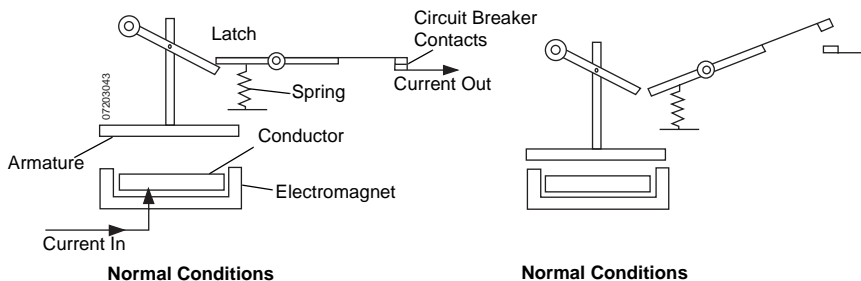 Circuit Breaker
Contacts
Latch
Current Out
Spring
07203043
Conductor
Armature
Electromagnet
Current In
Normal Conditions
Normal Conditions